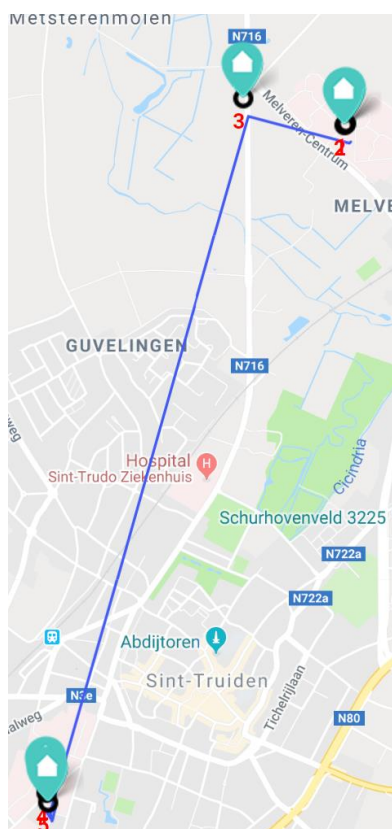 Metsterenmolen
N716
Melveren-Centrum
3
MELVE
GUVELINGEN
N716
Hospital
H
Sint-Trudo Ziekenhuis
Cicindria
Schurhovenveld 3225
N722a
N722a
Abdijtoren
Sint-Truiden
N3e
Tichelrijlaan
N80
alweg